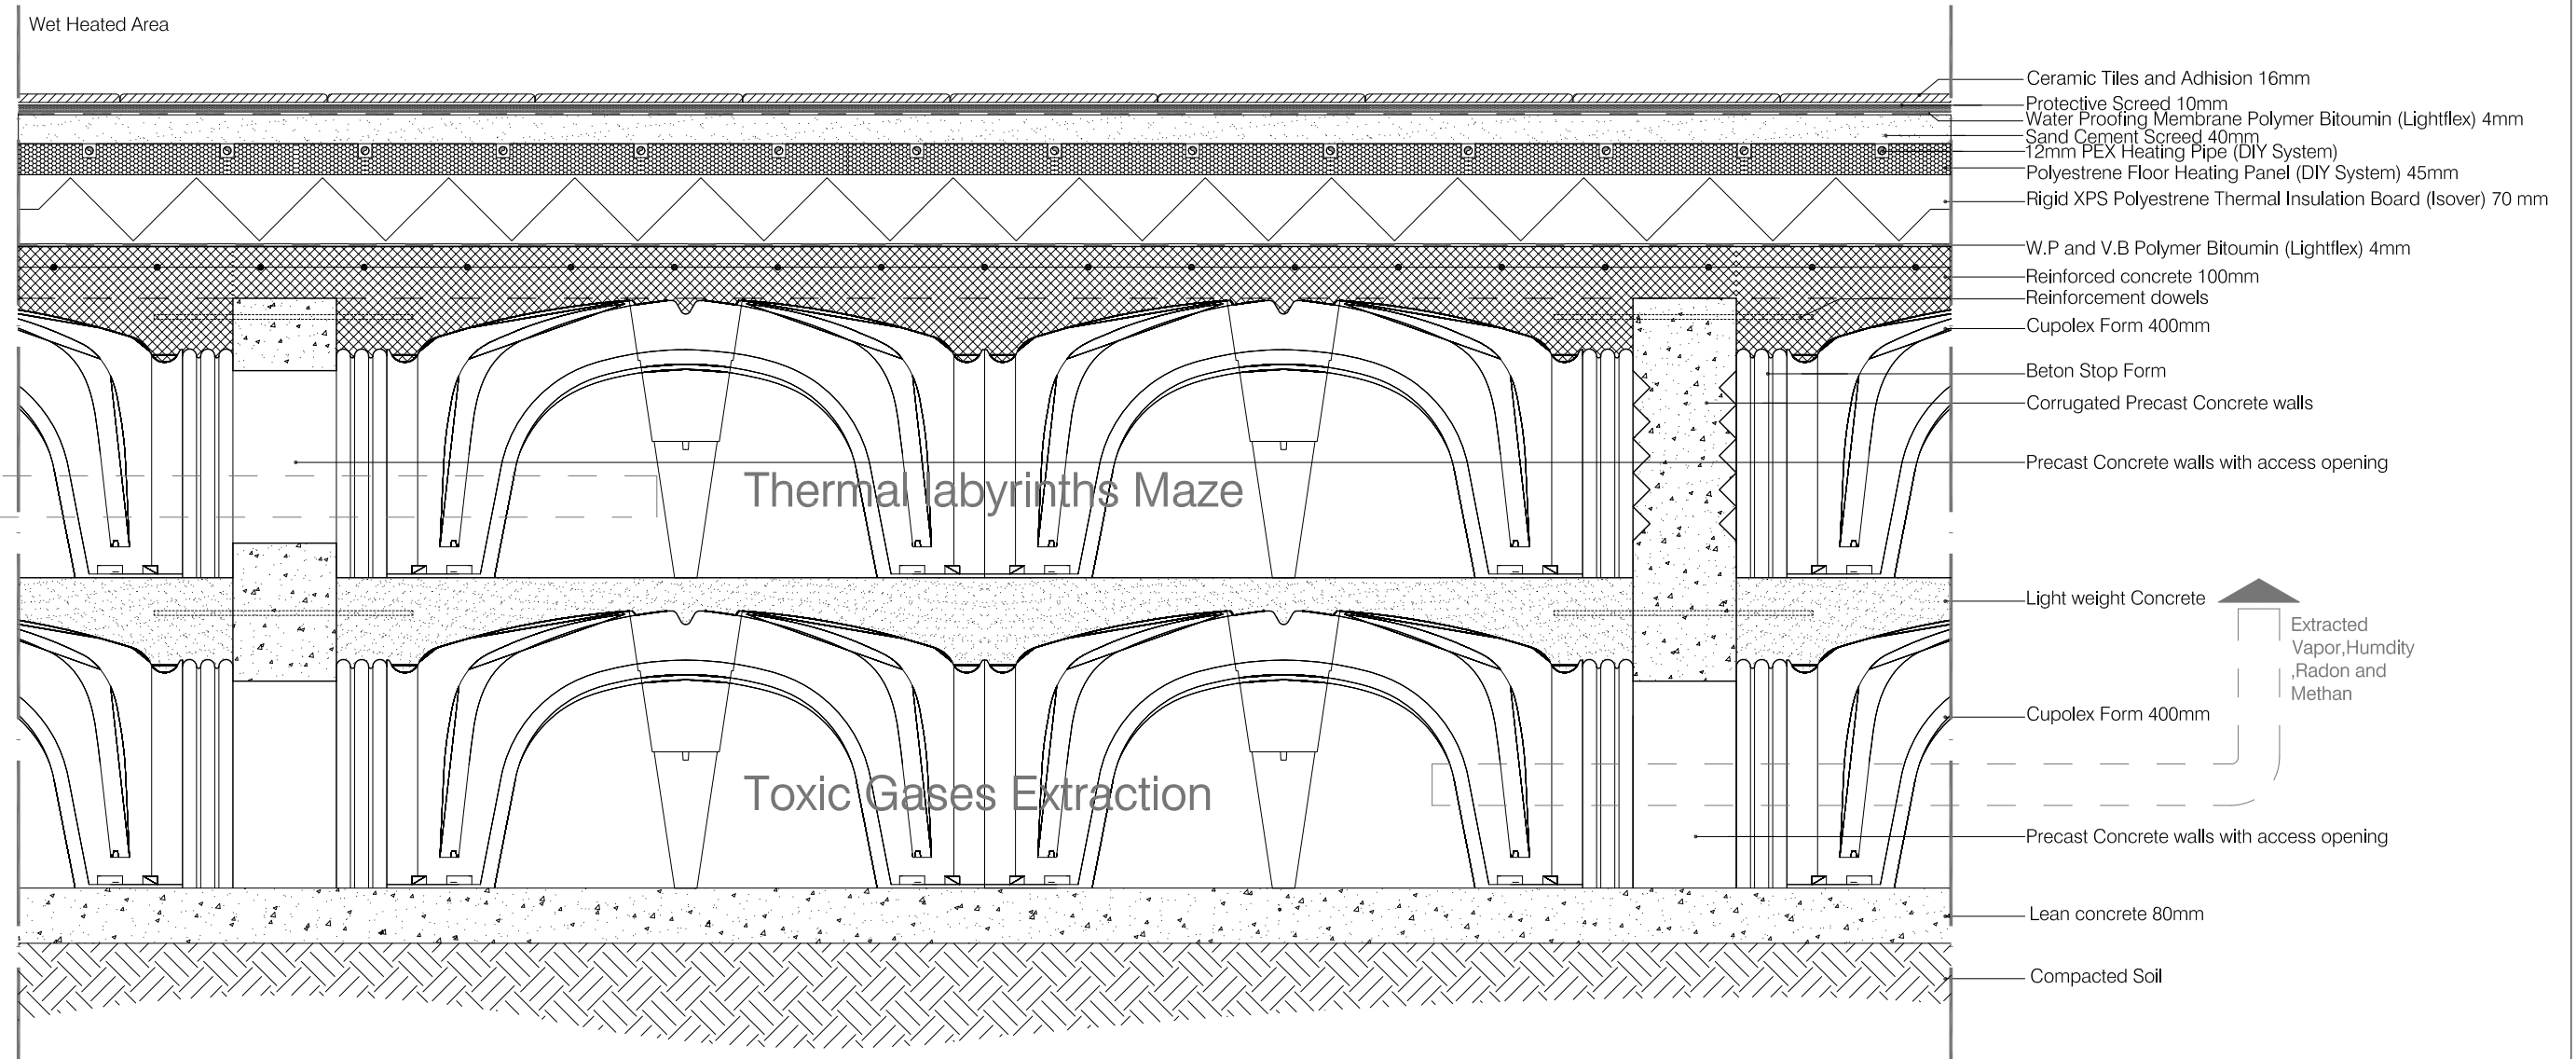 Wet Heated Area
Ceramic Tiles and Adhision 16mm
Protective Screed 10mm
Water Proofing Membrane Polymer Bitoumin (Lightflex) 4mm
Sand Cement Screed 40mm
12mm PEX Heating Pipe (DIY System)
Polyestrene Floor Heating Panel (DIY System) 45mm
Rigid XPS Polyestrene Thermal Insulation Board (Isover) 70 mm
W.P and V.B Polymer Bitoumin (Lightflex) 4mm
Reinforced concrete 100mm
Reinforcement dowels
Cupolex Form 400mm
Beton Stop Form
Corrugated Precast Concrete walls
Precast Concrete walls with access opening
Thermal labyrinths Maze
Light weight Concrete
Extracted
Vapor,Humdity
,Radon and
Methan
Cupolex Form 400mm
Toxic Gases Extraction
Precast Concrete walls with access opening
Lean concrete 80mm
Compacted Soil